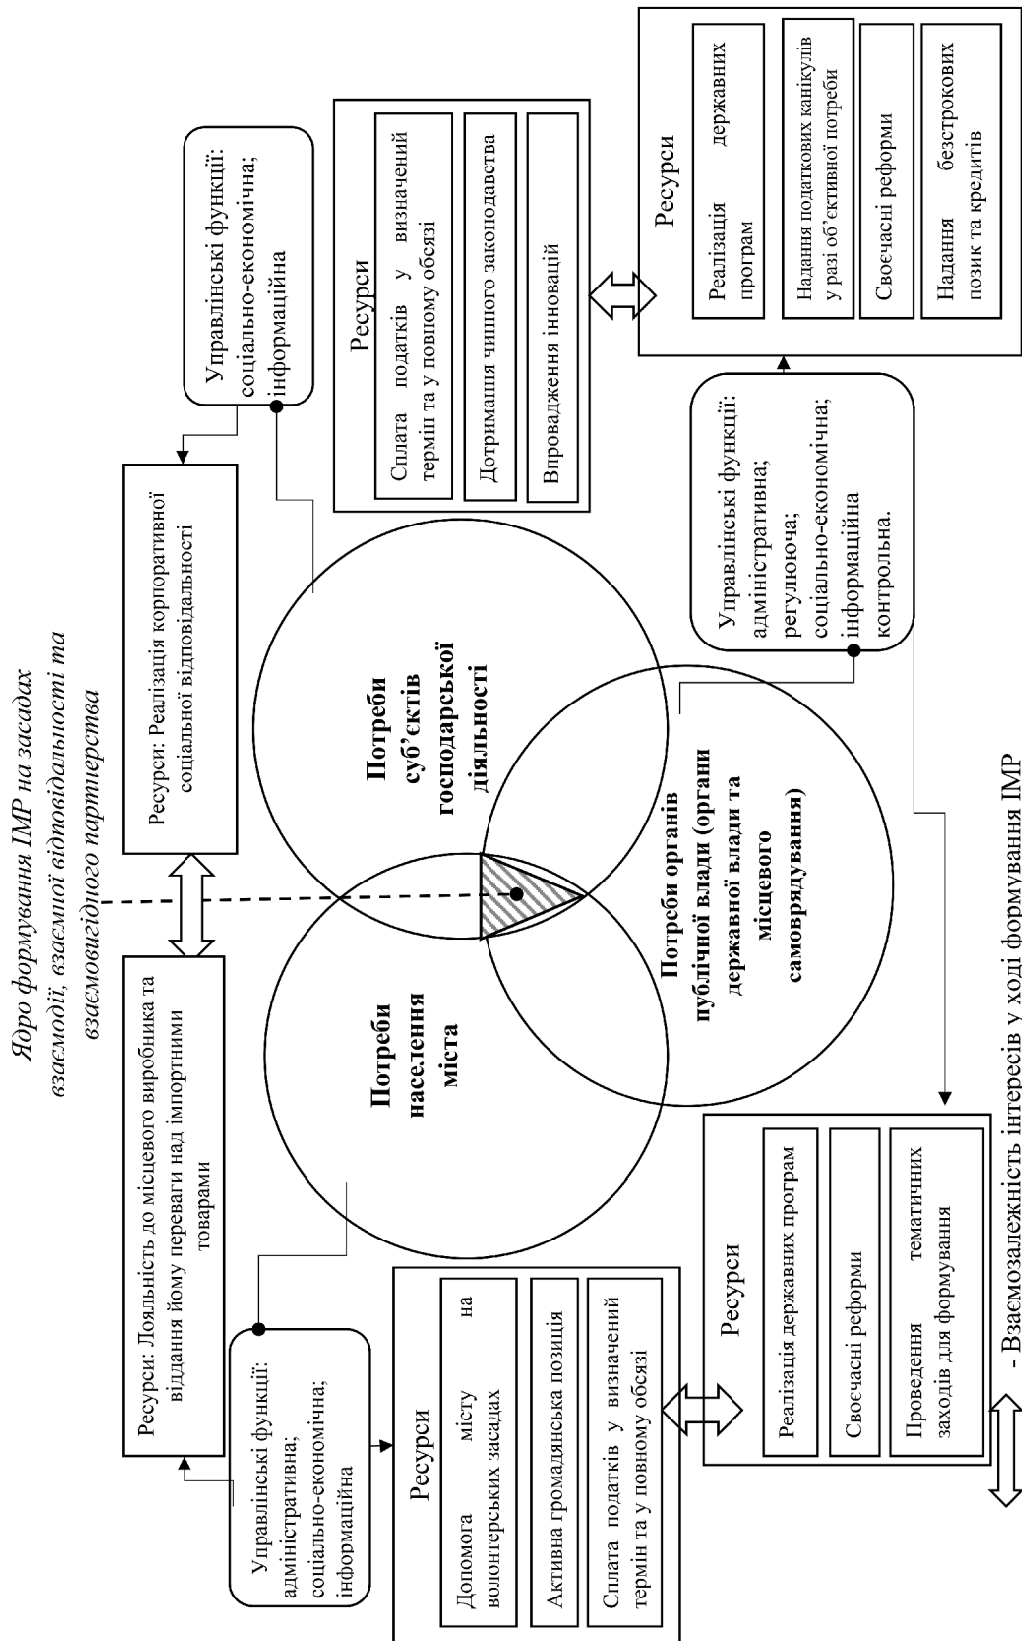 Ядро формування ІМР на засадах
взаємодії, взаємної відповідальності та
взаємовигідного партнерства
Ресурси: Лояльність до місцевого виробника та
віддання йому переваги над імпортними
товарами
Ресурси: Реалізація корпоративної
соціальної відповідальності
Управлінські функції:
адміністративна;
соціально-економічна;
інформаційна
Управлінські функції:
соціально-економічна;
інформаційна
Потреби
населення
міста
Потреби
суб’єктів
господарської
діяльності
Потреби органів
публічної влади (органи
державної влади та
місцевого
самоврядування)
Ресурси
Допомога місту на
волонтерських засадах
Активна громадянська позиція
Сплата податків у визначений
термін та у повному обсязі
Ресурси
Сплата податків у визначений
термін та у повному обсязі
Дотримання чинного законодавства
Впровадження інновацій
Управлінські функції:
адміністративна;
регулююча;
соціально-економічна;
інформаційна
контрольна.
Ресурси
Реалізація державних програм
Своєчасні реформи
Проведення тематичних
заходів для формування
Ресурси
Реалізація державних
програм
Надання податкових канікулів
у разі об’єктивної потреби
Своєчасні реформи
Надання безстрокових
позик та кредитів
- Взаємозалежність інтересів у ході формування ІМР